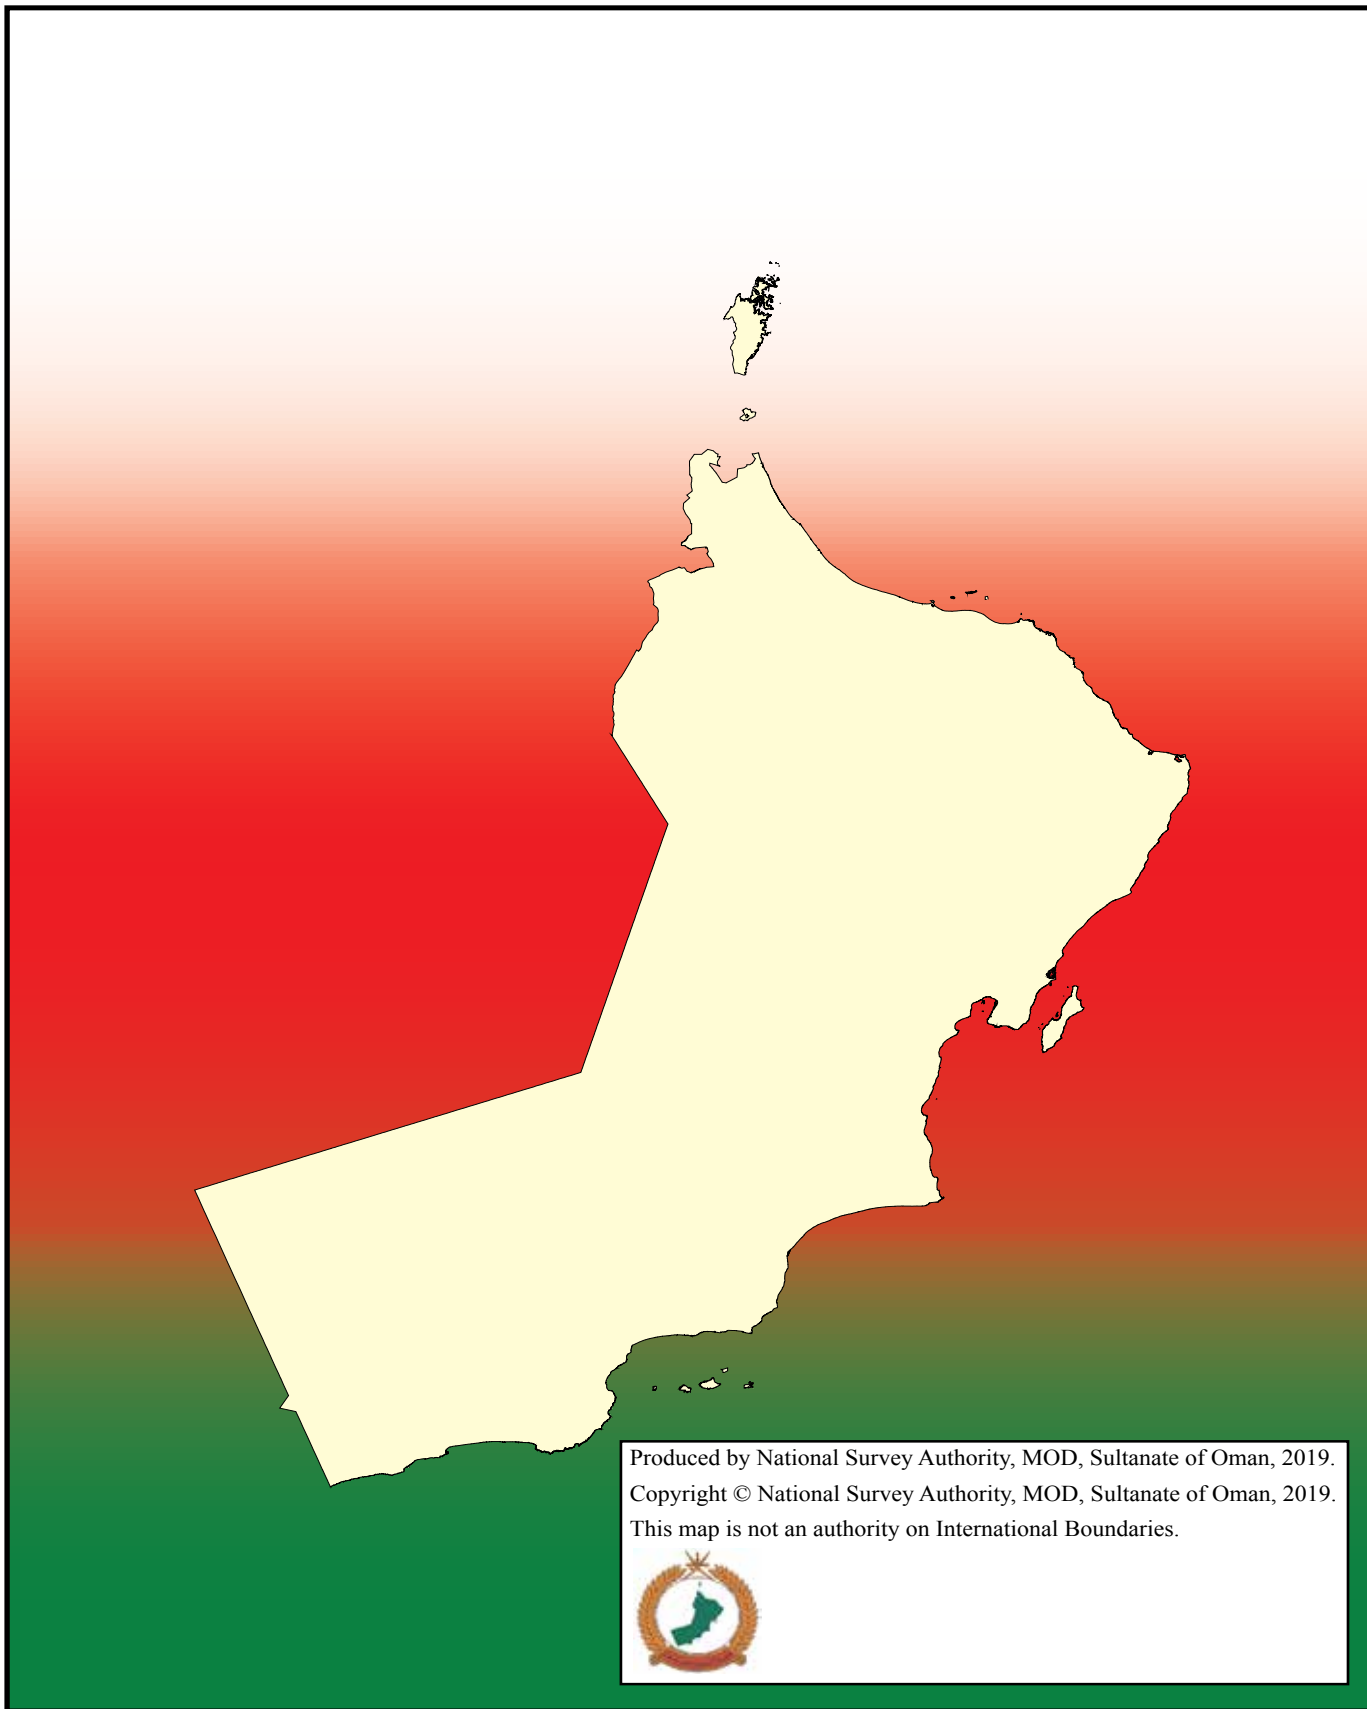 Produced by National Survey Authority, MOD, Sultanate of Oman, 2019.
Copyright © National Survey Authority, MOD, Sultanate of Oman, 2019.
This map is not an authority on International Boundaries.